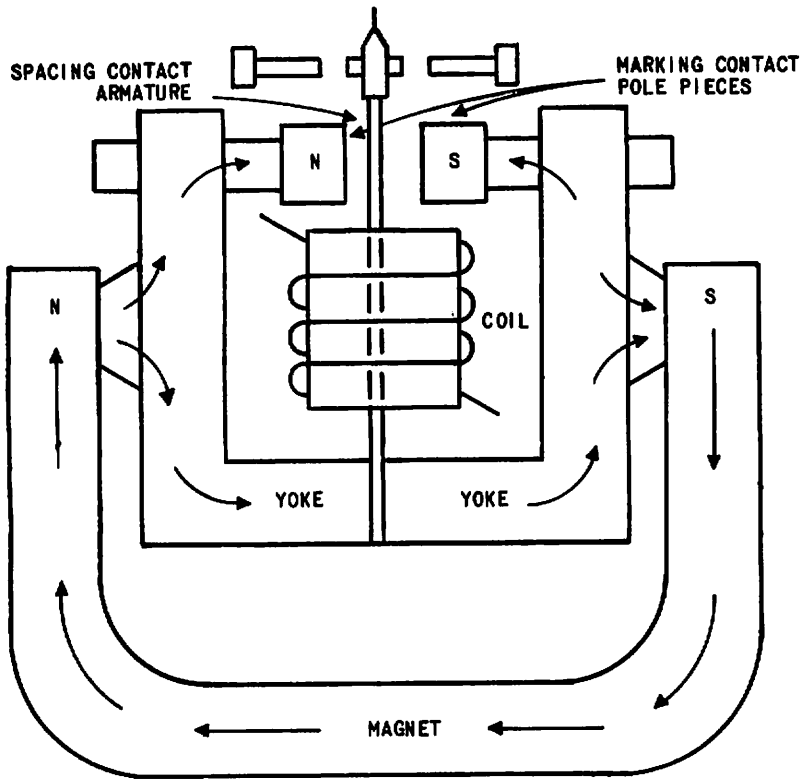 SPACING CONTACT
ARMATURE
MARKING CONTACT
POLE PIECES
N
S
N
S
COIL
YOKE
YOKE
MAGNET